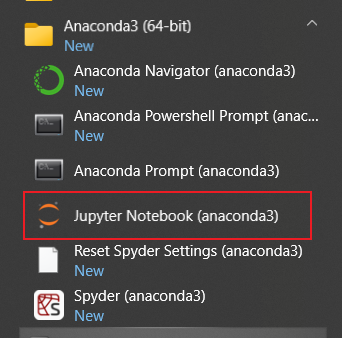 Anaconda3 (64-bit)
New
Anaconda Navigator (anaconda3)
New
Anaconda Powershell Prompt (anac...
New
Anaconda Prompt (anaconda3)
Jupyter Notebook (anaconda3)
Reset Spyder Settings (anaconda3)
New
Spyder (anaconda3)
New